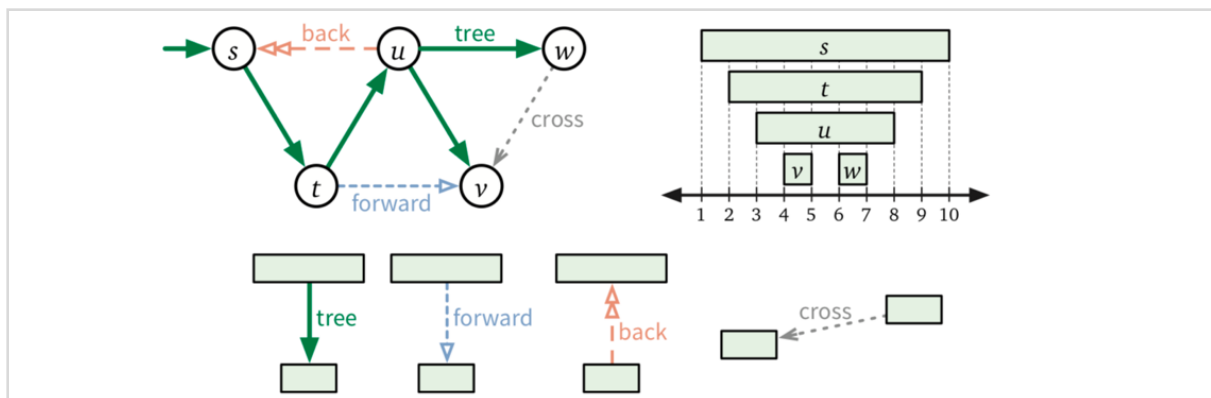 s
back
u
tree
w
cross
t
forward
v
s
t
u
v w
1 2 3 4 5 6 7 8 9 10
tree
forward
back
cross